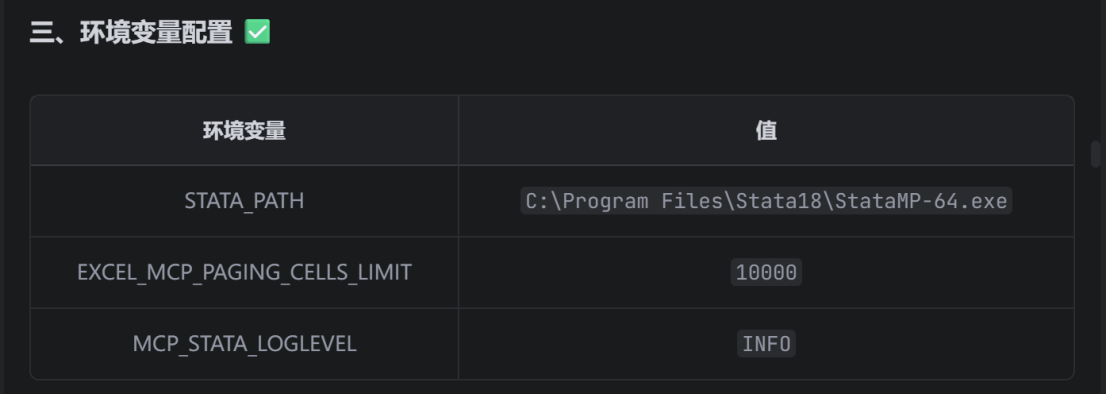 三、环境变量配置 ✅
环境变量 值
STATA_PATH C:\Program Files\Stata18\StataMP-64.exe
EXCEL_MCP_PAGING_CELLS_LIMIT 10000
MCP_STATA_LOGLEVEL INFO